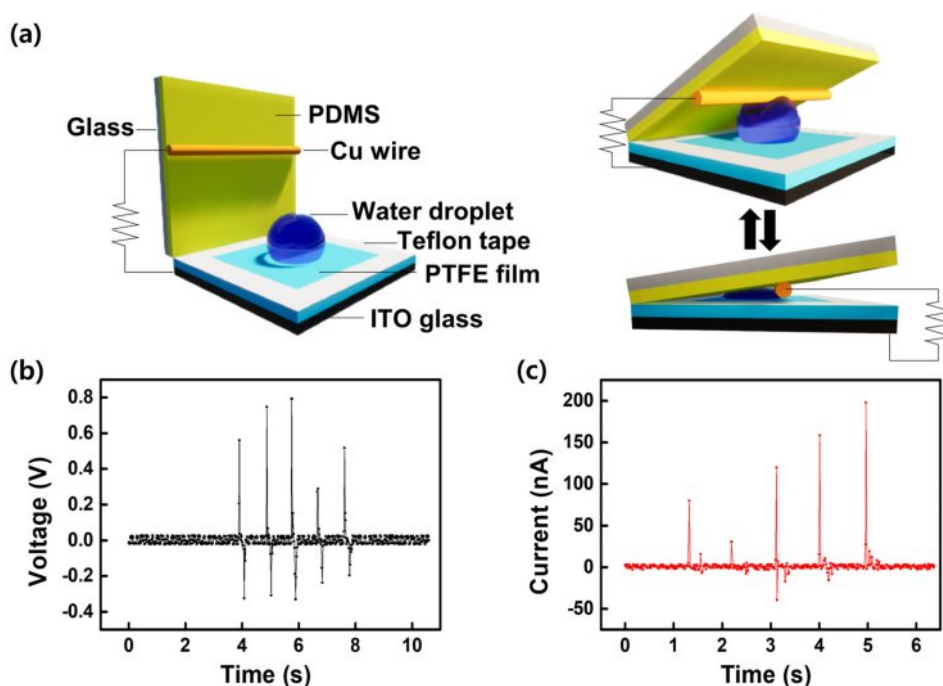 (a)
Glass
PDMS
Cu wire
Water droplet
Teflon tape
PTFE film
ITO glass
(b)
0.8
0.6
0.4
0.2
0.0
-0.2
-0.4
Voltage (V)
0 2 4 6 8 10
Time (s)
(c)
200
150
100
50
0
-50
Current (nA)
0 1 2 3 4 5 6
Time (s)